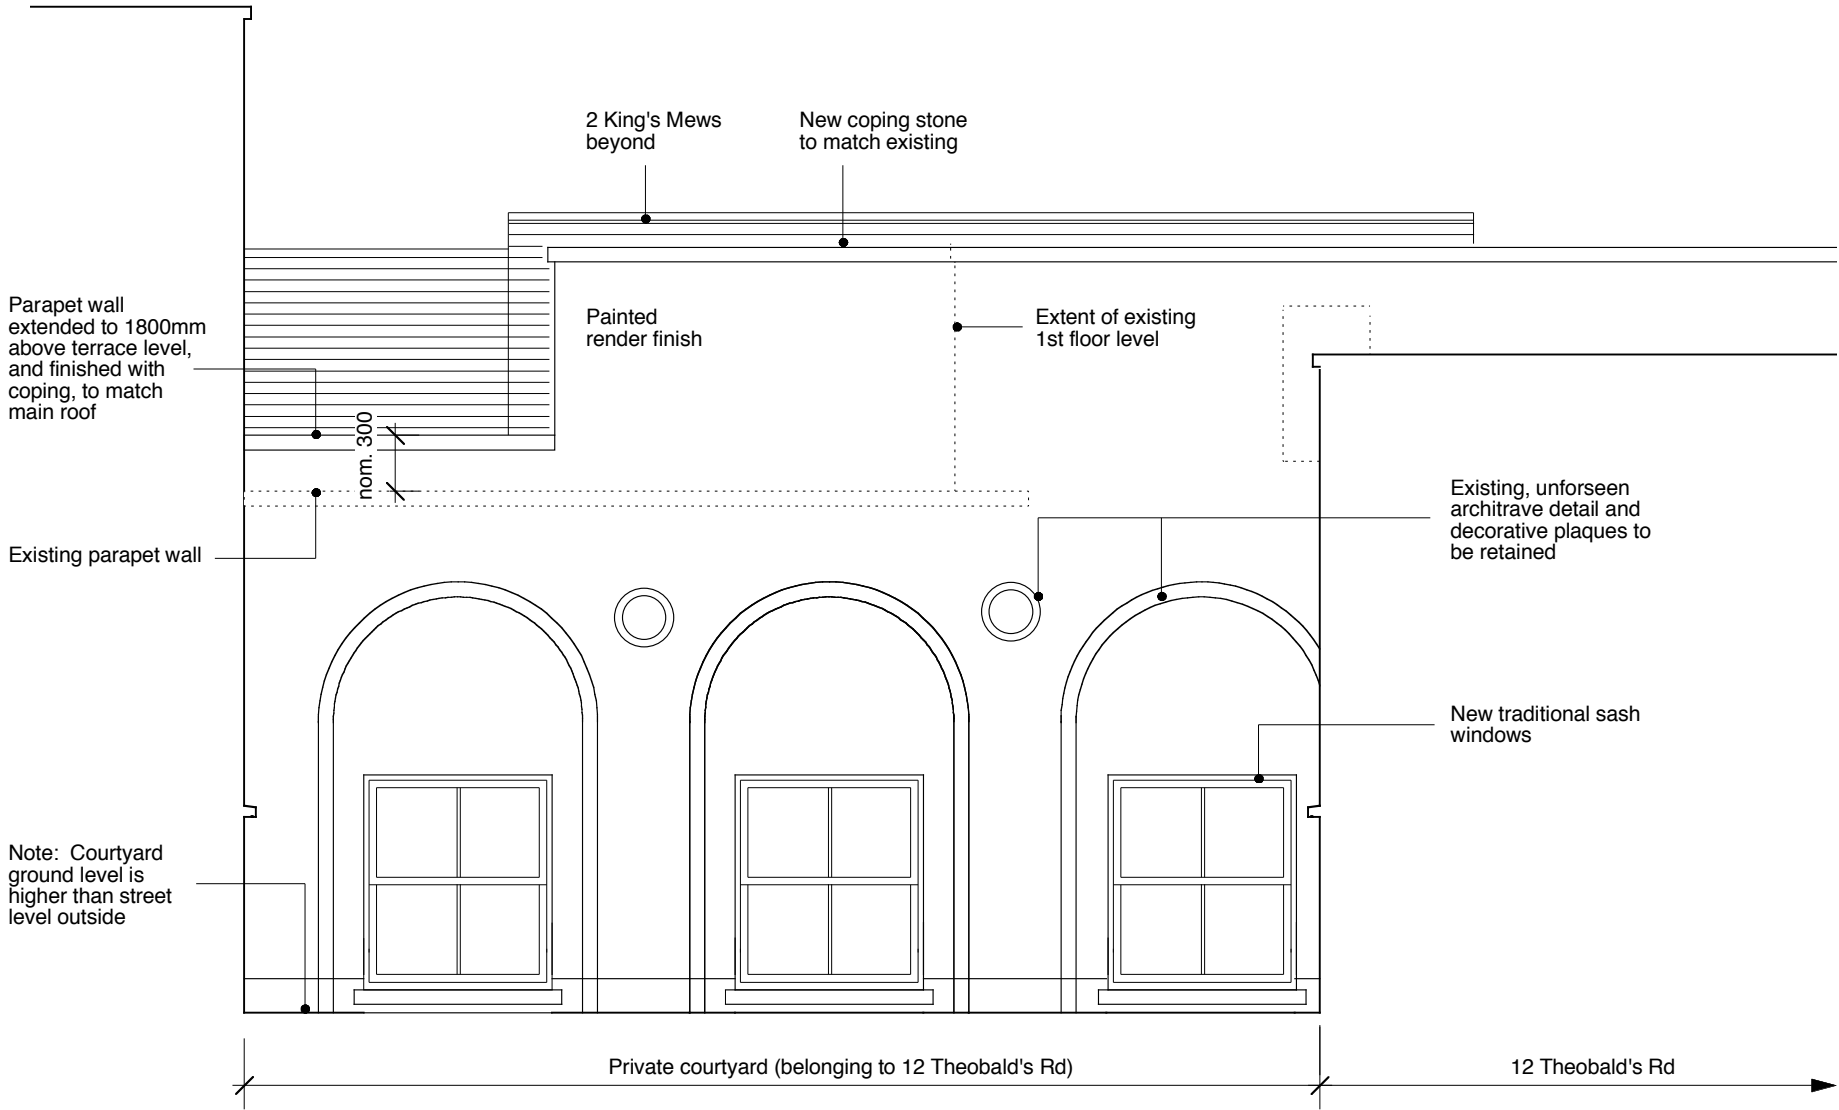 2 King's Mews
beyond
New coping stone
to match existing
Parapet wall
extended to 1800mm
above terrace level,
and finished with
coping, to match
main roof
Painted
render finish
Extent of existing
1st floor level
nom. 300
Existing parapet wall
Existing, unforseen
architrave detail and
decorative plaques to
be retained
New traditional sash
windows
Note: Courtyard
ground level is
higher than street
level outside
Private courtyard (belonging to 12 Theobald's Rd)
12 Theobald's Rd